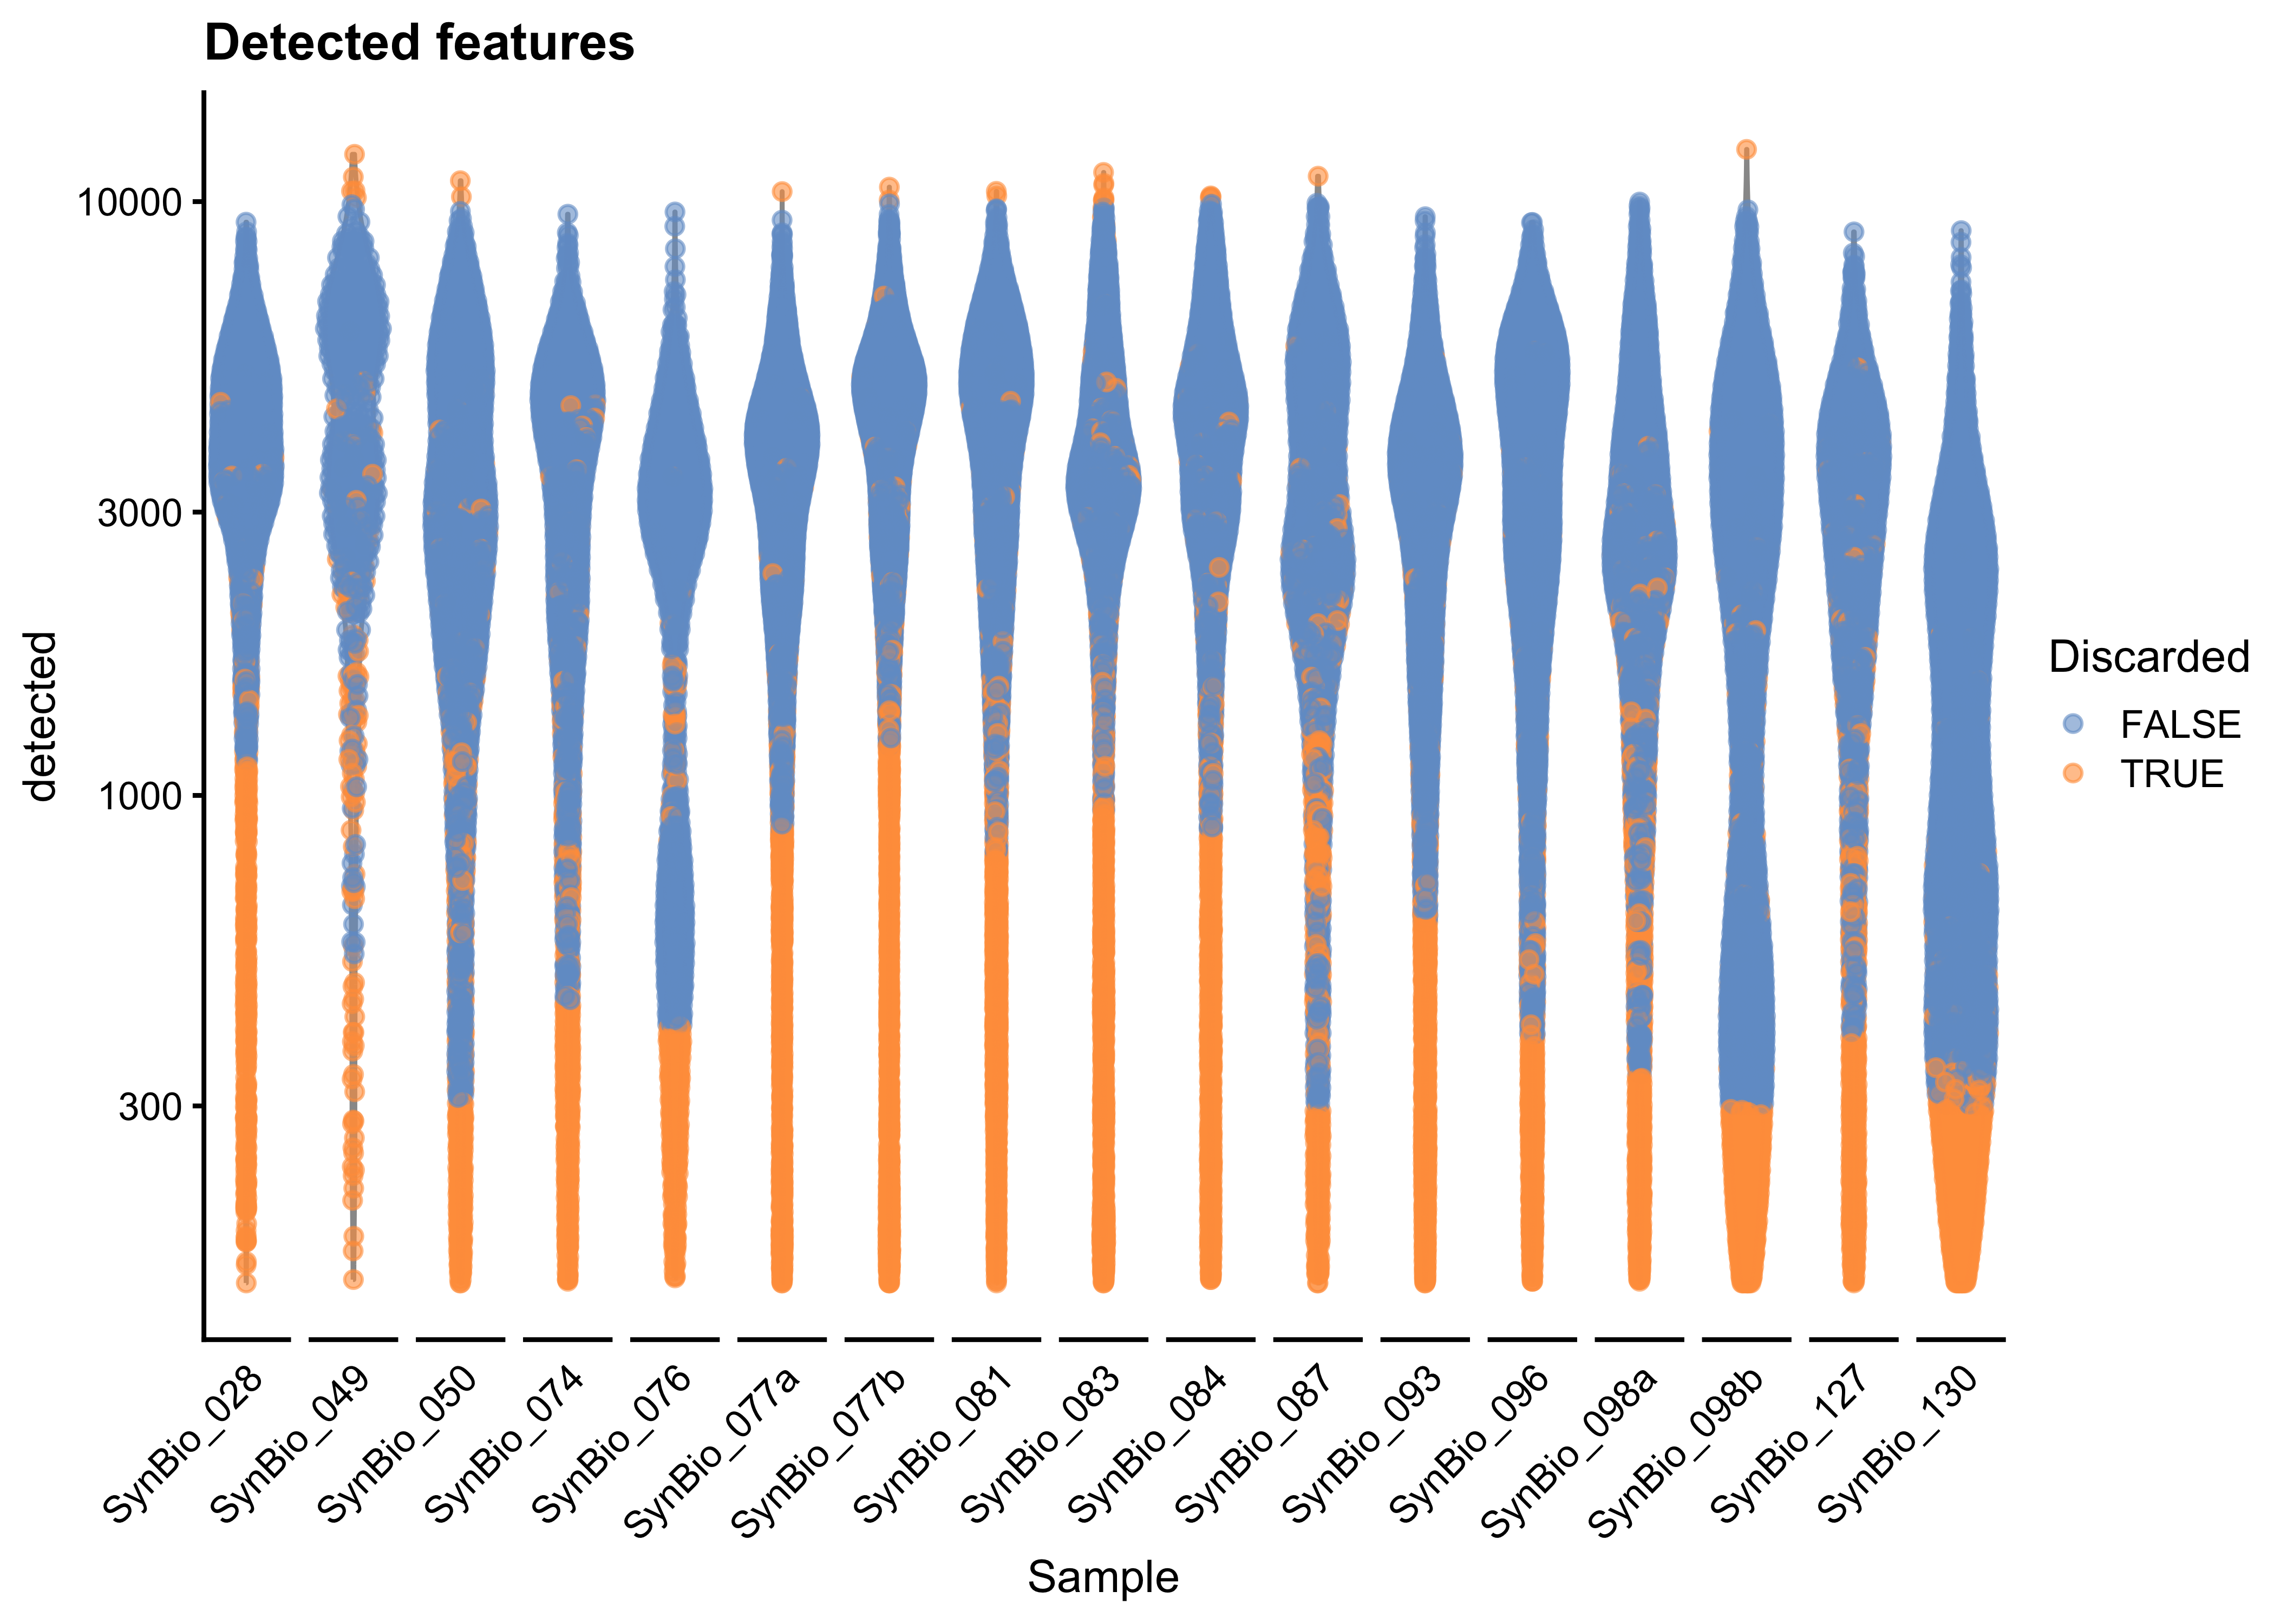 Detected features
detected
10000
3000
1000
300
SynBio_028
SynBio_049
SynBio_050
SynBio_074
SynBio_076
SynBio_077a
SynBio_077b
SynBio_081
SynBio_083
SynBio_084
SynBio_087
SynBio_093
SynBio_096
SynBio_098a
SynBio_098b
SynBio_127
SynBio_130
Sample
Discarded
FALSE
TRUE